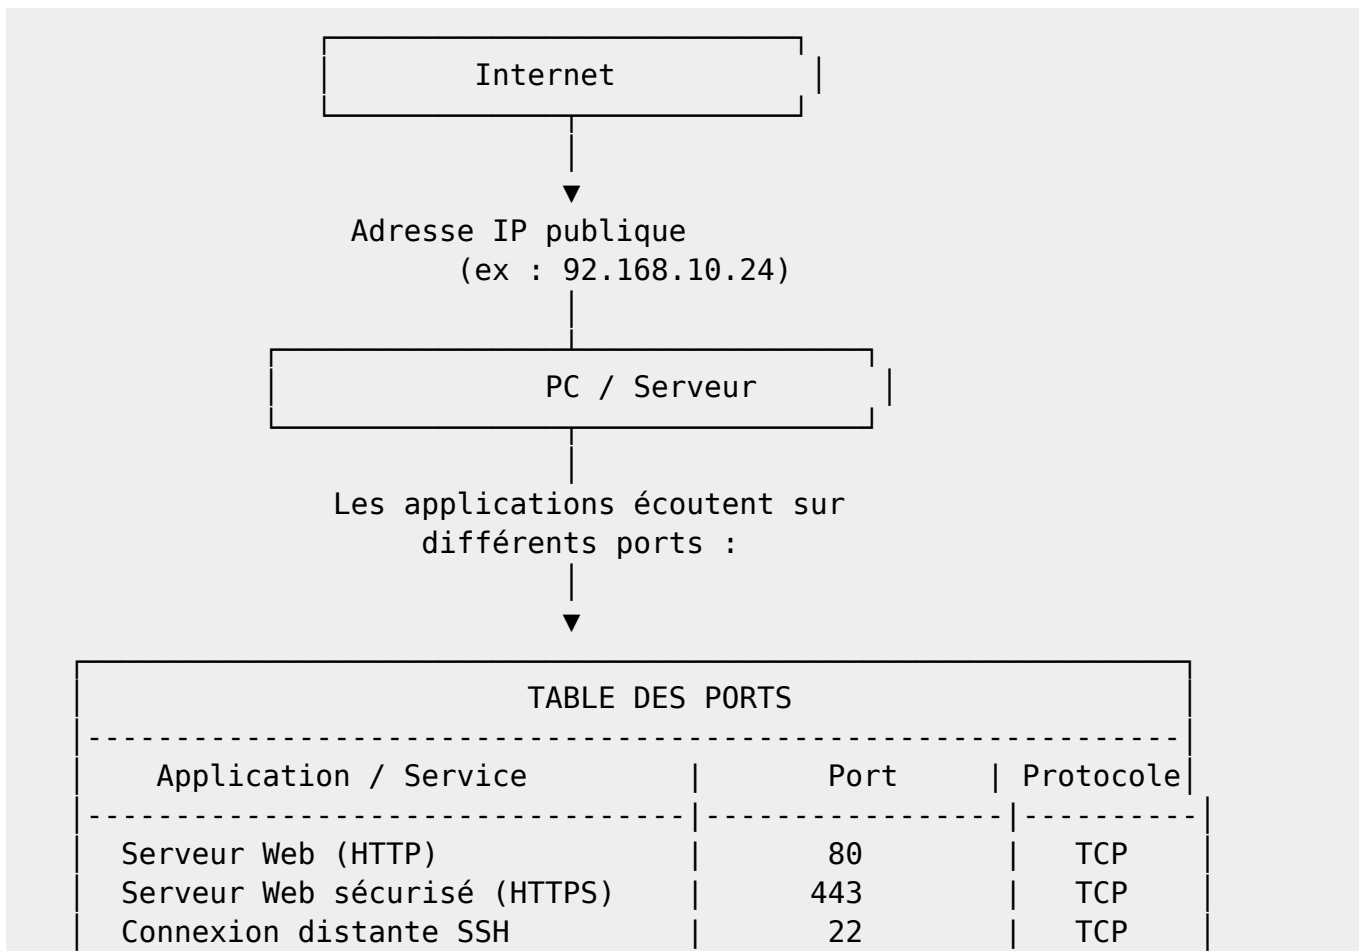 Internet
Adresse IP publique
(ex : 92.168.10.24)
PC / Serveur
Les applications écoutent sur
différents ports :
TABLE DES PORTS
Application / Service | Port | Protocole
Serveur Web (HTTP) | 80 | TCP
Serveur Web sécurisé (HTTPS) | 443 | TCP
Connexion distante SSH | 22 | TCP